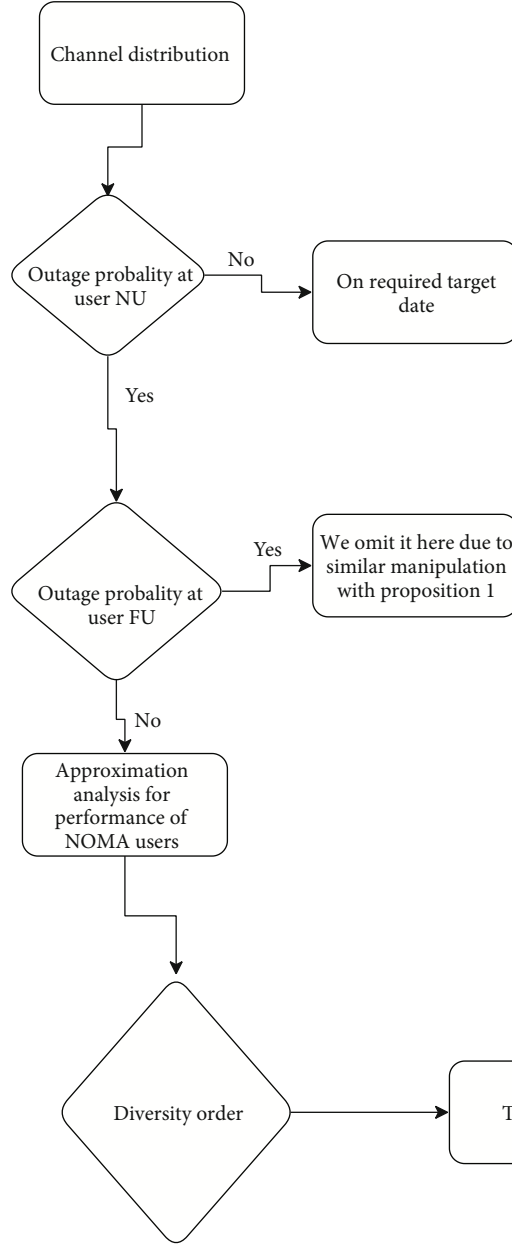 Channel distribution
Outage probality at
user NU
No
On required target
date
Yes
Outage probality at
user FU
Yes
We omit it here due to
similar manipulation
with proposition 1
No
Approximation
analysis for
performance of
NOMA users
Diversity order